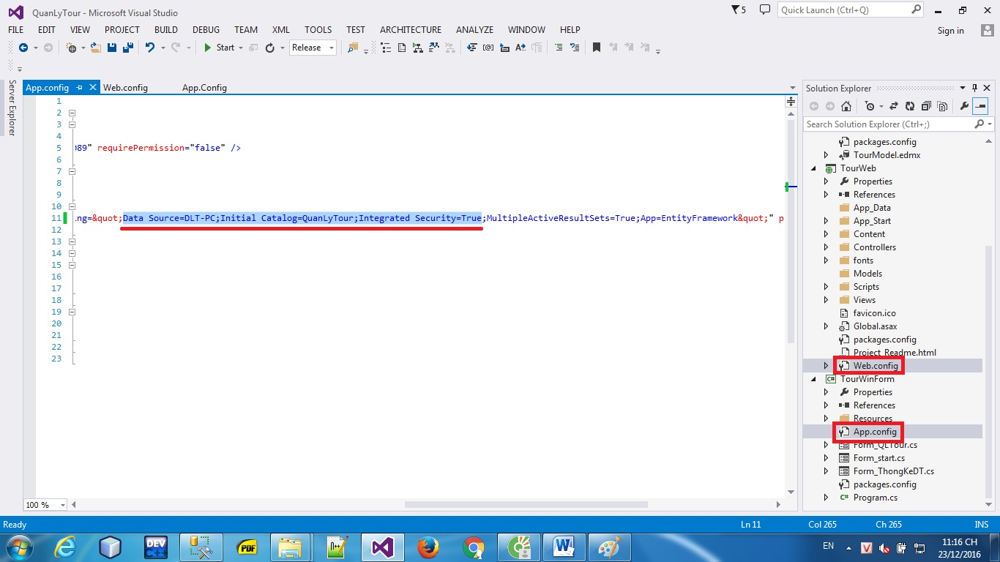 QuanLyTour - Microsoft Visual Studio
5
Quick Launch (Ctrl+Q)
FILE EDIT VIEW PROJECT BUILD DEBUG TEAM XML TOOLS TEST ARCHITECTURE ANALYZE WINDOW HELP
Sign in
Start
Release
Server Explorer
App.config
Web.config
App.Config
1
2
3
4
5 089" requirePermission="false" />
6
7
8
9
10
11 .ng=&quot;Data Source=DLT-PC;Initial Catalog=QuanLyTour;Integrated Security=True;MultipleActiveResultSets=True;App=EntityFramework&quot;" p
12
13
14
15
16
17
18
19
20
21
22
23
100 %
Solution Explorer
Search Solution Explorer (Ctrl+;)
packages.config
TourModel.edmx
TourWeb
Properties
References
App_Data
App_Start
Content
Controllers
fonts
Models
Scripts
Views
favicon.ico
Global.asax
packages.config
Project_Readme.html
Web.config
C# TourWinForm
Properties
References
Resources
App.config
Form_QLTour.cs
Form_start.cs
Form_ThongKeDT.cs
packages.config
C# Program.cs
Ready
Ln 11
Col 265
Ch 265
INS
DEV C++
PDF
N++
W
EN
V
11:16 CH
23/12/2016